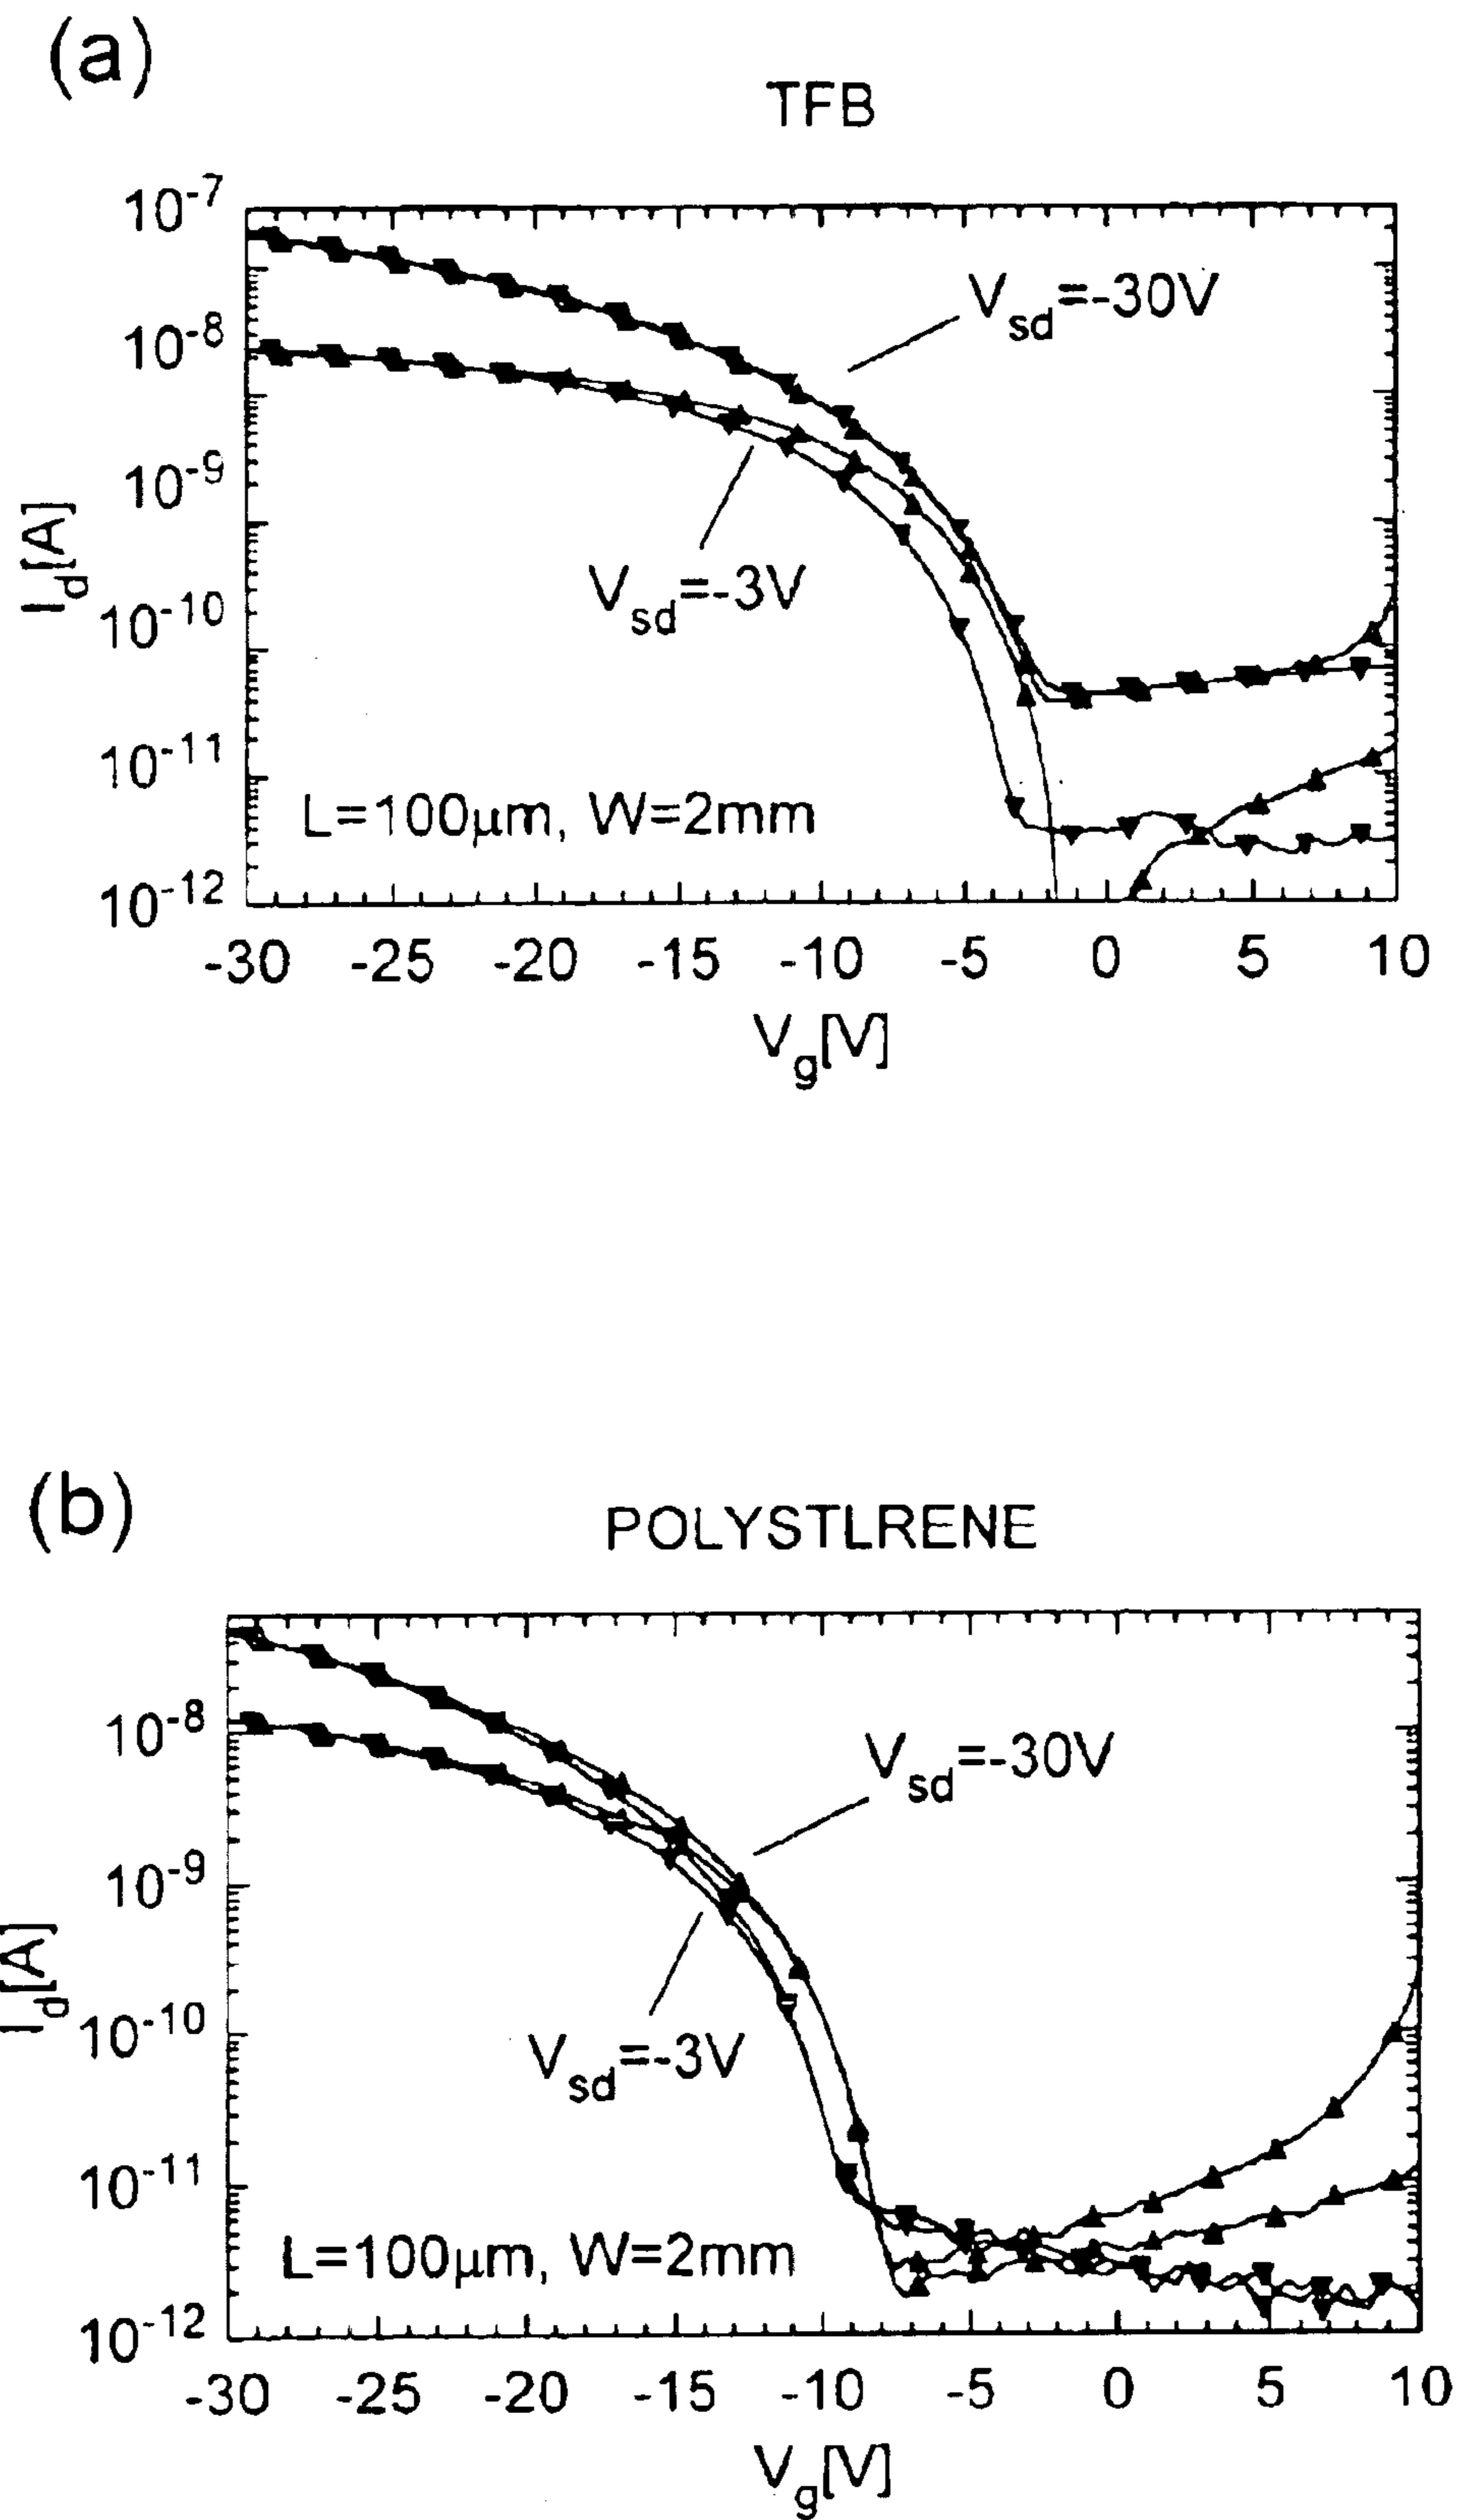 (a)
TFB
10-7
10-8
10-9
10-10
10-11
10-12
Id[A]
Vsd=-30V
Vsd=-3V
L=100μm, W=2mm
-30 -25 -20 -15 -10 -5 0 5 10
Vg[V]
(b)
POLYSTLRENE
10-8
10-9
10-10
10-11
10-12
Id[A]
Vsd=-30V
Vsd=-3V
L=100μm, W=2mm
-30 -25 -20 -15 -10 -5 0 5 10
Vg[V]